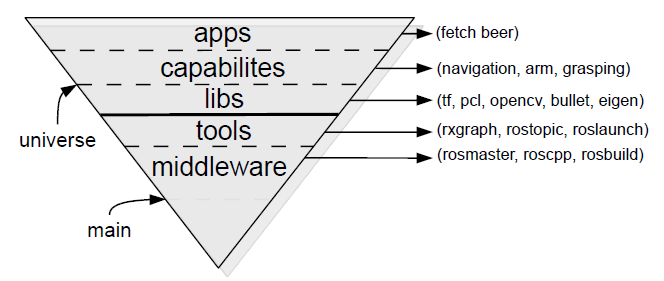 apps (fetch beer)
capabilites (navigation, arm, grasping)
libs (tf, pcl, opencv, bullet, eigen)
universe
tools (rxgraph, rostopic, roslaunch)
middleware (rosmaster, roscpp, rosbuild)
main